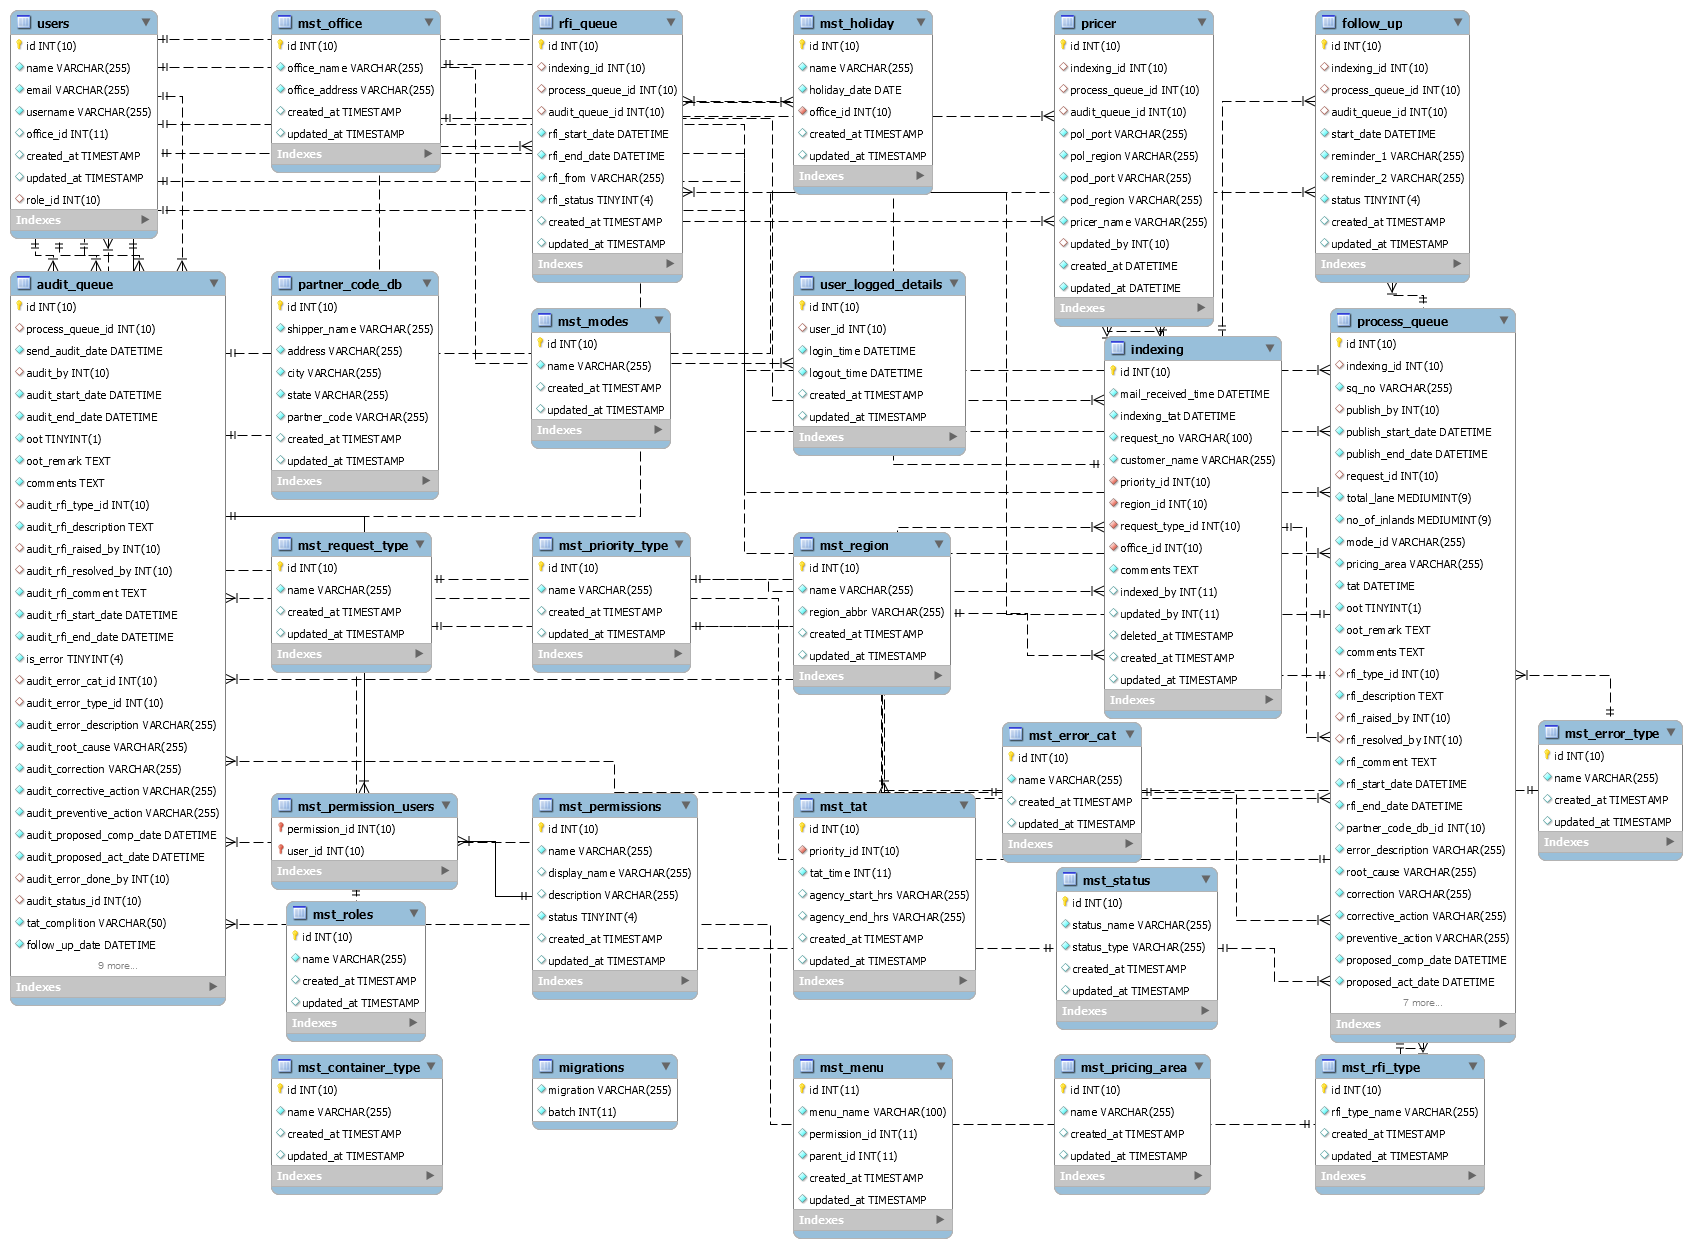 users
id INT(10)
name VARCHAR(255)
email VARCHAR(255)
username VARCHAR(255)
office_id INT(11)
created_at TIMESTAMP
updated_at TIMESTAMP
role_id INT(10)
Indexes
mst_office
id INT(10)
office_name VARCHAR(255)
office_address VARCHAR(255)
created_at TIMESTAMP
updated_at TIMESTAMP
Indexes
rfi_queue
id INT(10)
indexing_id INT(10)
process_queue_id INT(10)
audit_queue_id INT(10)
rfi_start_date DATETIME
rfi_end_date DATETIME
rfi_from VARCHAR(255)
rfi_status TINYINT(4)
created_at TIMESTAMP
updated_at TIMESTAMP
Indexes
mst_holiday
id INT(10)
name VARCHAR(255)
holiday_date DATE
office_id INT(10)
created_at TIMESTAMP
updated_at TIMESTAMP
Indexes
pricer
id INT(10)
indexing_id INT(10)
process_queue_id INT(10)
audit_queue_id INT(10)
pol_port VARCHAR(255)
pol_region VARCHAR(255)
pod_port VARCHAR(255)
pod_region VARCHAR(255)
pricer_name VARCHAR(255)
updated_by INT(10)
created_at DATETIME
updated_at DATETIME
Indexes
follow_up
id INT(10)
indexing_id INT(10)
process_queue_id INT(10)
audit_queue_id INT(10)
start_date DATETIME
reminder_1 VARCHAR(255)
reminder_2 VARCHAR(255)
status TINYINT(4)
created_at TIMESTAMP
updated_at TIMESTAMP
Indexes
audit_queue
id INT(10)
process_queue_id INT(10)
send_audit_date DATETIME
audit_by INT(10)
audit_start_date DATETIME
audit_end_date DATETIME
oot TINYINT(1)
oot_remark TEXT
comments TEXT
audit_rfi_type_id INT(10)
audit_rfi_description TEXT
audit_rfi_raised_by INT(10)
audit_rfi_resolved_by INT(10)
audit_rfi_comment TEXT
audit_rfi_start_date DATETIME
audit_rfi_end_date DATETIME
is_error TINYINT(4)
audit_error_cat_id INT(10)
audit_error_type_id INT(10)
audit_error_description VARCHAR(255)
audit_root_cause VARCHAR(255)
audit_correction VARCHAR(255)
audit_corrective_action VARCHAR(255)
audit_preventive_action VARCHAR(255)
audit_proposed_comp_date DATETIME
audit_proposed_act_date DATETIME
audit_error_done_by INT(10)
audit_status_id INT(10)
tat_complition VARCHAR(50)
follow_up_date DATETIME
9 more...
Indexes
partner_code_db
id INT(10)
shipper_name VARCHAR(255)
address VARCHAR(255)
city VARCHAR(255)
state VARCHAR(255)
partner_code VARCHAR(255)
created_at TIMESTAMP
updated_at TIMESTAMP
Indexes
mst_modes
id INT(10)
name VARCHAR(255)
created_at TIMESTAMP
updated_at TIMESTAMP
Indexes
user_logged_details
id INT(10)
user_id INT(10)
login_time DATETIME
logout_time DATETIME
created_at TIMESTAMP
updated_at TIMESTAMP
Indexes
indexing
id INT(10)
mail_received_time DATETIME
indexing_tat DATETIME
request_no VARCHAR(100)
customer_name VARCHAR(255)
priority_id INT(10)
region_id INT(10)
request_type_id INT(10)
office_id INT(10)
comments TEXT
indexed_by INT(11)
updated_by INT(11)
deleted_at TIMESTAMP
created_at TIMESTAMP
updated_at TIMESTAMP
Indexes
process_queue
id INT(10)
indexing_id INT(10)
sq_no VARCHAR(255)
publish_by INT(10)
publish_start_date DATETIME
publish_end_date DATETIME
request_id INT(10)
total_lane MEDIUMINT(9)
no_of_inlands MEDIUMINT(9)
mode_id VARCHAR(255)
pricing_area VARCHAR(255)
tat DATETIME
oot TINYINT(1)
oot_remark TEXT
comments TEXT
rfi_type_id INT(10)
rfi_description TEXT
rfi_raised_by INT(10)
rfi_resolved_by INT(10)
rfi_comment TEXT
rfi_start_date DATETIME
rfi_end_date DATETIME
partner_code_db_id INT(10)
error_description VARCHAR(255)
root_cause VARCHAR(255)
correction VARCHAR(255)
corrective_action VARCHAR(255)
preventive_action VARCHAR(255)
proposed_comp_date DATETIME
proposed_act_date DATETIME
7 more...
Indexes
mst_request_type
id INT(10)
name VARCHAR(255)
created_at TIMESTAMP
updated_at TIMESTAMP
Indexes
mst_priority_type
id INT(10)
name VARCHAR(255)
created_at TIMESTAMP
updated_at TIMESTAMP
Indexes
mst_region
id INT(10)
name VARCHAR(255)
region_abbr VARCHAR(255)
created_at TIMESTAMP
updated_at TIMESTAMP
Indexes
mst_error_cat
id INT(10)
name VARCHAR(255)
created_at TIMESTAMP
updated_at TIMESTAMP
Indexes
mst_error_type
id INT(10)
name VARCHAR(255)
created_at TIMESTAMP
updated_at TIMESTAMP
Indexes
mst_permission_users
permission_id INT(10)
user_id INT(10)
Indexes
mst_permissions
id INT(10)
name VARCHAR(255)
display_name VARCHAR(255)
description VARCHAR(255)
status TINYINT(4)
created_at TIMESTAMP
updated_at TIMESTAMP
Indexes
mst_tat
id INT(10)
priority_id INT(10)
tat_time INT(11)
agency_start_hrs VARCHAR(255)
agency_end_hrs VARCHAR(255)
created_at TIMESTAMP
updated_at TIMESTAMP
Indexes
mst_status
id INT(10)
status_name VARCHAR(255)
status_type VARCHAR(255)
created_at TIMESTAMP
updated_at TIMESTAMP
Indexes
mst_roles
id INT(10)
name VARCHAR(255)
created_at TIMESTAMP
updated_at TIMESTAMP
Indexes
mst_container_type
id INT(10)
name VARCHAR(255)
created_at TIMESTAMP
updated_at TIMESTAMP
Indexes
migrations
migration VARCHAR(255)
batch INT(11)
mst_menu
id INT(11)
menu_name VARCHAR(100)
permission_id INT(11)
parent_id INT(11)
created_at TIMESTAMP
updated_at TIMESTAMP
Indexes
mst_pricing_area
id INT(10)
name VARCHAR(255)
created_at TIMESTAMP
updated_at TIMESTAMP
Indexes
mst_rfi_type
id INT(10)
rfi_type_name VARCHAR(255)
created_at TIMESTAMP
updated_at TIMESTAMP
Indexes